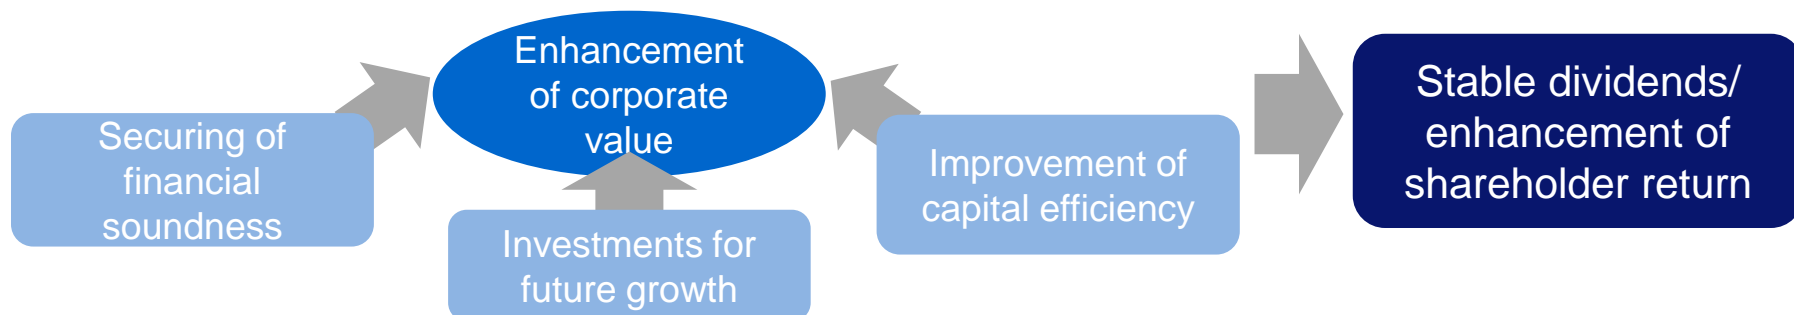 Enhancement
of corporate
value
Securing of
financial
soundness
Investments for
future growth
Improvement of
capital efficiency
Stable dividends/
enhancement of
shareholder return